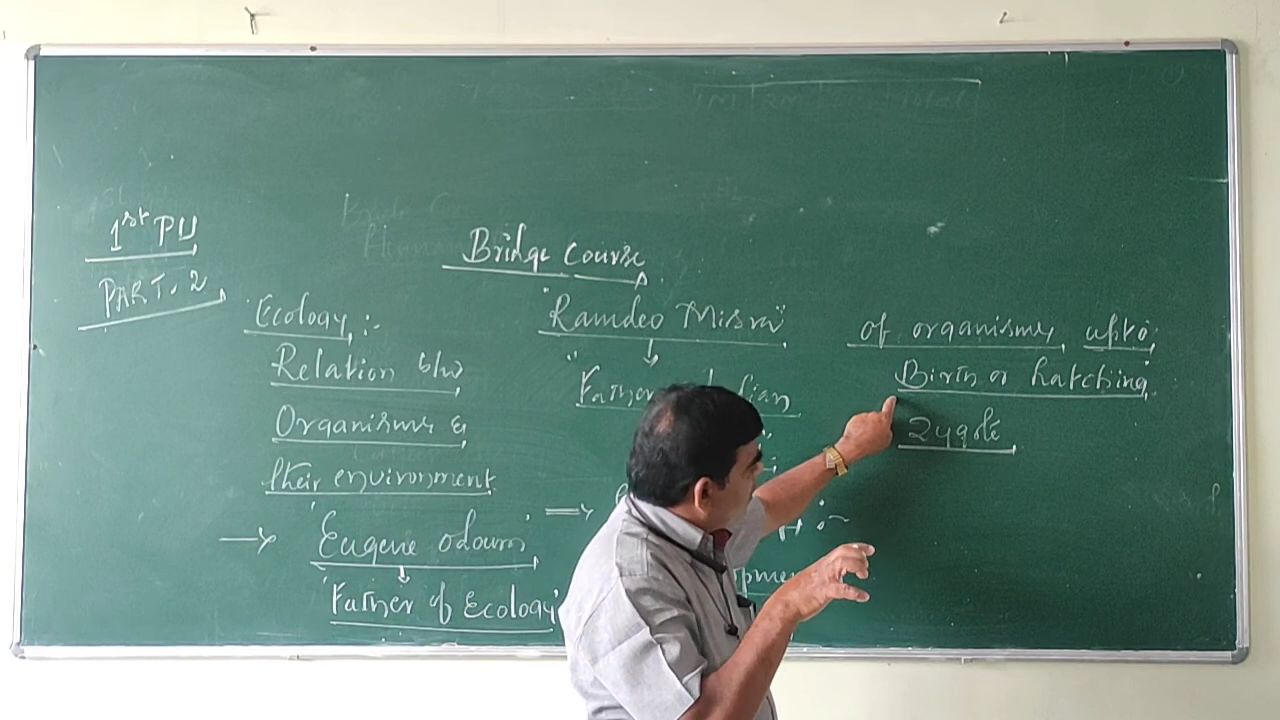 1st PU
PART. 2
Bridge Course
Ecology :-
Relation b/w
Organisms &
their environment
→ 'Eugene Odum'
"Father of Ecology"
"Ramdeo Misra"
"Father
of organisms upto
Birth or hatching
Zygote